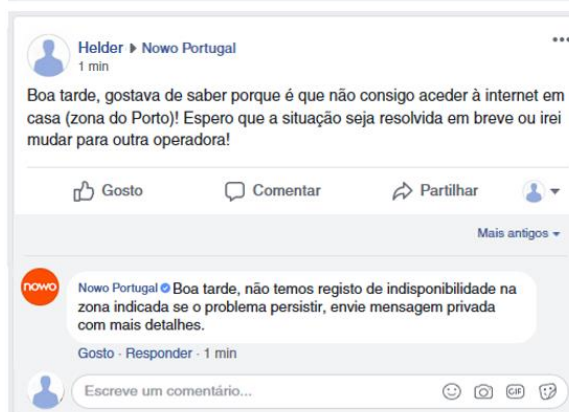 Helder ▸ Nowo Portugal
1 min
Boa tarde, gostava de saber porque é que não consigo aceder à internet em
casa (zona do Porto)! Espero que a situação seja resolvida em breve ou irei
mudar para outra operadora!
Gosto Comentar Partilhar
Mais antigos
nowo
Nowo Portugal Boa tarde, não temos registo de indisponibilidade na
zona indicada se o problema persistir, envie mensagem privada
com mais detalhes.
Gosto · Responder · 1 min
Escreve um comentário...
GIF